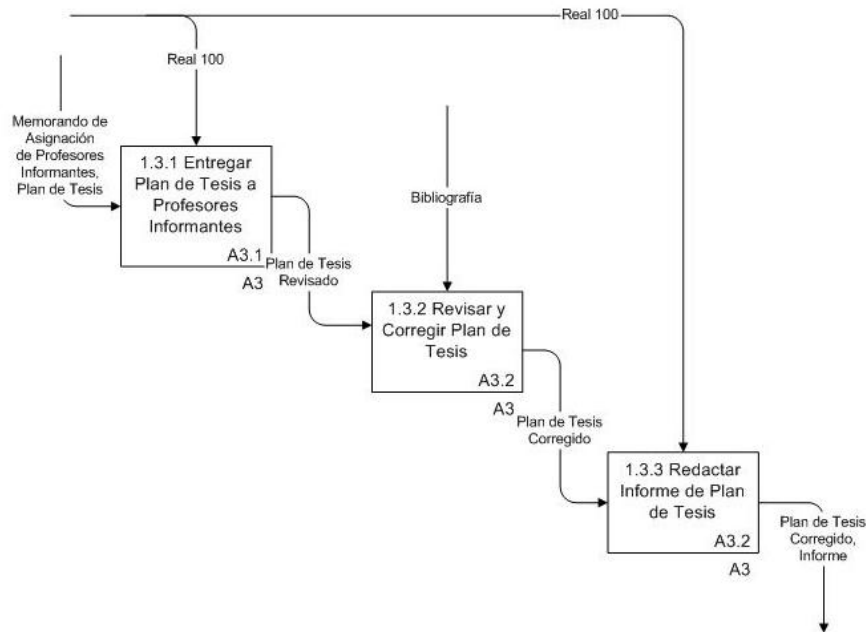 Real 100
Real 100
Memorando de
Asignación
de Profesores
Informantes,
Plan de Tesis
1.3.1 Entregar
Plan de Tesis a
Profesores
Informantes
A3.1
A3
Bibliografía
Plan de Tesis
Revisado
1.3.2 Revisar y
Corregir Plan de
Tesis
A3.2
A3
Plan de Tesis
Corregido
1.3.3 Redactar
Informe de Plan
de Tesis
A3.2
A3
Plan de Tesis
Corregido,
Informe